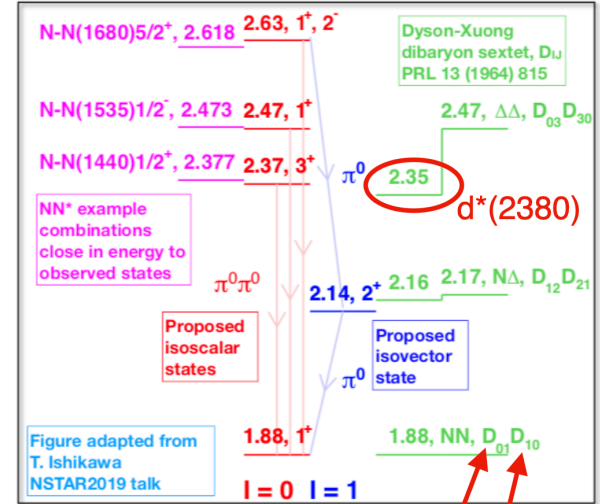 N-N(1680)5/2⁺, 2.618
2.63, 1⁺, 2⁻
Dyson-Xuong
dibaryon sextet, D_IJ
PRL 13 (1964) 815
N-N(1535)1/2⁻, 2.473
2.47, 1⁺
2.47, ΔΔ, D₀₃D₃₀
N-N(1440)1/2⁺, 2.377
2.37, 3⁺
π⁰
2.35
d*(2380)
NN* example
combinations
close in energy to
observed states
π⁰π⁰
2.14, 2⁺
2.16
2.17, NΔ, D₁₂D₂₁
Proposed
isoscalar
states
Proposed
isovector
state
π⁰
Figure adapted from
T. Ishikawa
NSTAR2019 talk
1.88, 1⁺
1.88, NN, D₀₁D₁₀
I = 0
I = 1